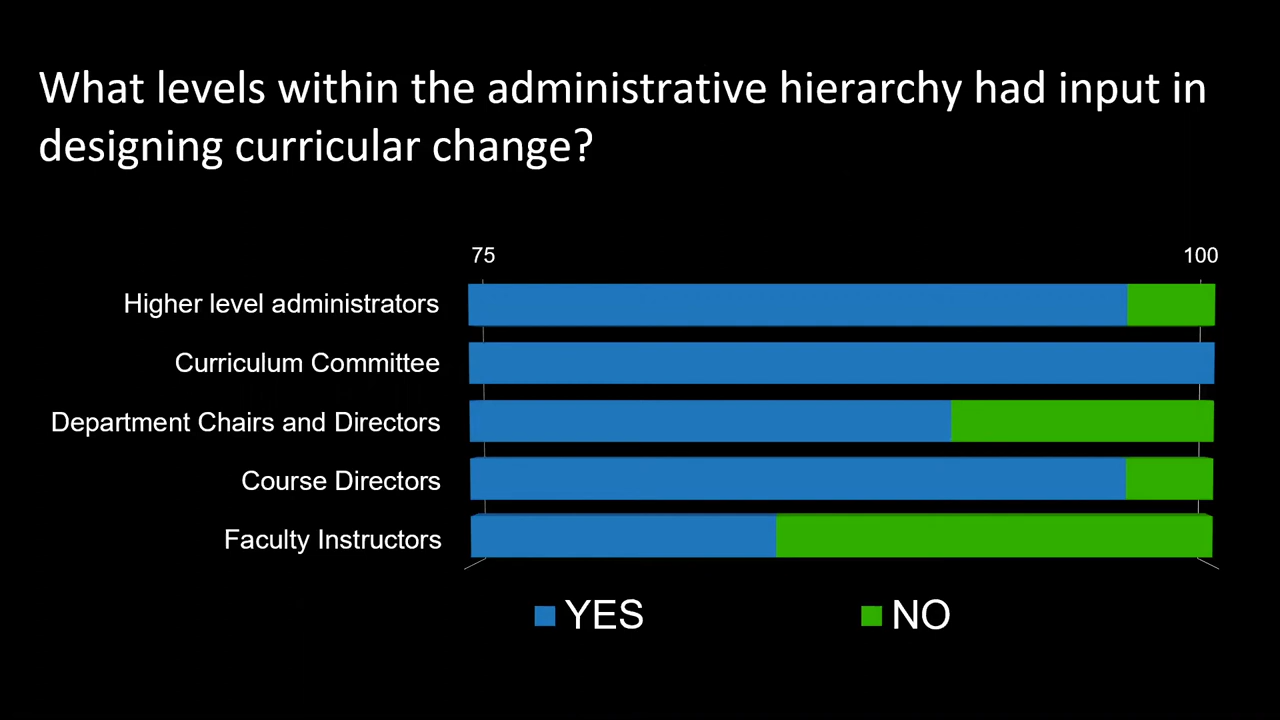 What levels within the administrative hierarchy had input in
designing curricular change?
75 100
Higher level administrators
Curriculum Committee
Department Chairs and Directors
Course Directors
Faculty Instructors
YES NO